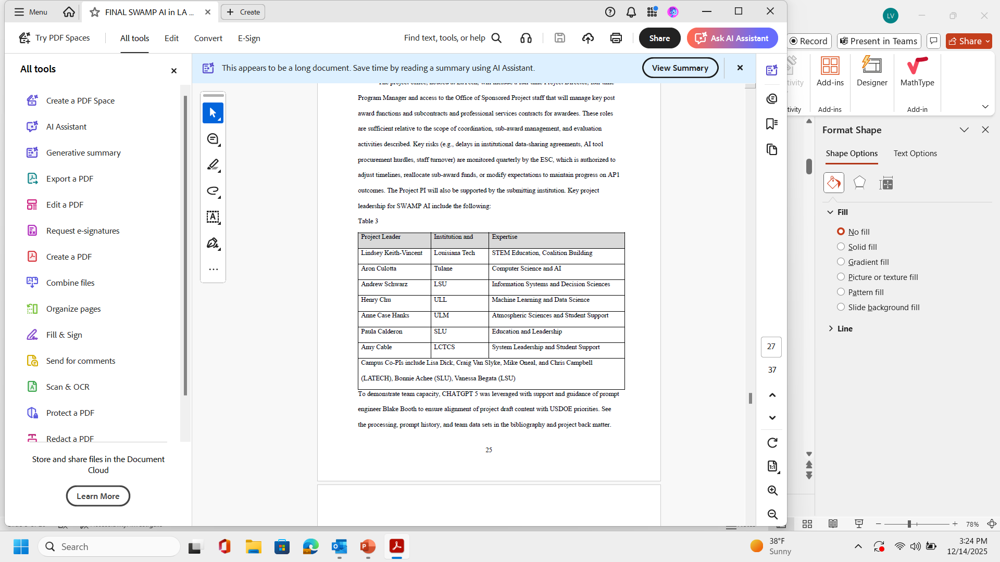 Menu
FINAL SWAMP AI in LA ...
Create
Try PDF Spaces
All tools
Edit
Convert
E-Sign
Find text, tools, or help
Share
Ask AI Assistant
All tools
Create a PDF Space
AI Assistant
Generative summary
Export a PDF
Edit a PDF
Request e-signatures
Create a PDF
Combine files
Organize pages
Fill & Sign
Send for comments
Scan & OCR
Protect a PDF
Redact a PDF
Store and share files in the Document
Cloud
Learn More
This appears to be a long document. Save time by reading a summary using AI Assistant.
View Summary
The project office, housed at LaTech, will include a full-time Project Director, full-time
Program Manager and access to the Office of Sponsored Project staff that will manage key post
award functions and subcontracts and professional services contracts for awardees. These roles
are sufficient relative to the scope of coordination, sub-award management, and evaluation
activities described. Key risks (e.g., delays in institutional data-sharing agreements, AI tool
procurement hurdles, staff turnover) are monitored quarterly by the ESC, which is authorized to
adjust timelines, reallocate sub-award funds, or modify expectations to maintain progress on AP1
outcomes. The Project PI will also be supported by the submitting institution. Key project
leadership for SWAMP AI include the following:
Table 3
Project Leader Institution and Expertise
Lindsey Keith-Vincent Louisiana Tech STEM Education, Coalition Building
Aron Culotta Tulane Computer Science and AI
Andrew Schwarz LSU Information Systems and Decision Sciences
Henry Chu ULL Machine Learning and Data Science
Anne Case Hanks ULM Atmospheric Sciences and Student Support
Paula Calderon SLU Education and Leadership
Amy Cable LCTCS System Leadership and Student Support
Campus Co-PIs include Lisa Dick, Craig Van Slyke, Mike Oneal, and Chris Campbell
(LATECH), Bonnie Achee (SLU), Vanessa Begata (LSU)
To demonstrate team capacity, CHATGPT 5 was leveraged with support and guidance of prompt
engineer Blake Booth to ensure alignment of project draft content with USDOE priorities. See
the processing, prompt history, and team data sets in the bibliography and project back matter.
25
27
37
LV
Record
Present in Teams
Share
Add-ins
Designer
MathType
Add-ins
Add-in
Format Shape
Shape Options
Text Options
Fill
No fill
Solid fill
Gradient fill
Picture or texture fill
Pattern fill
Slide background fill
Line
78%
Search
38°F
Sunny
3:24 PM
12/14/2025